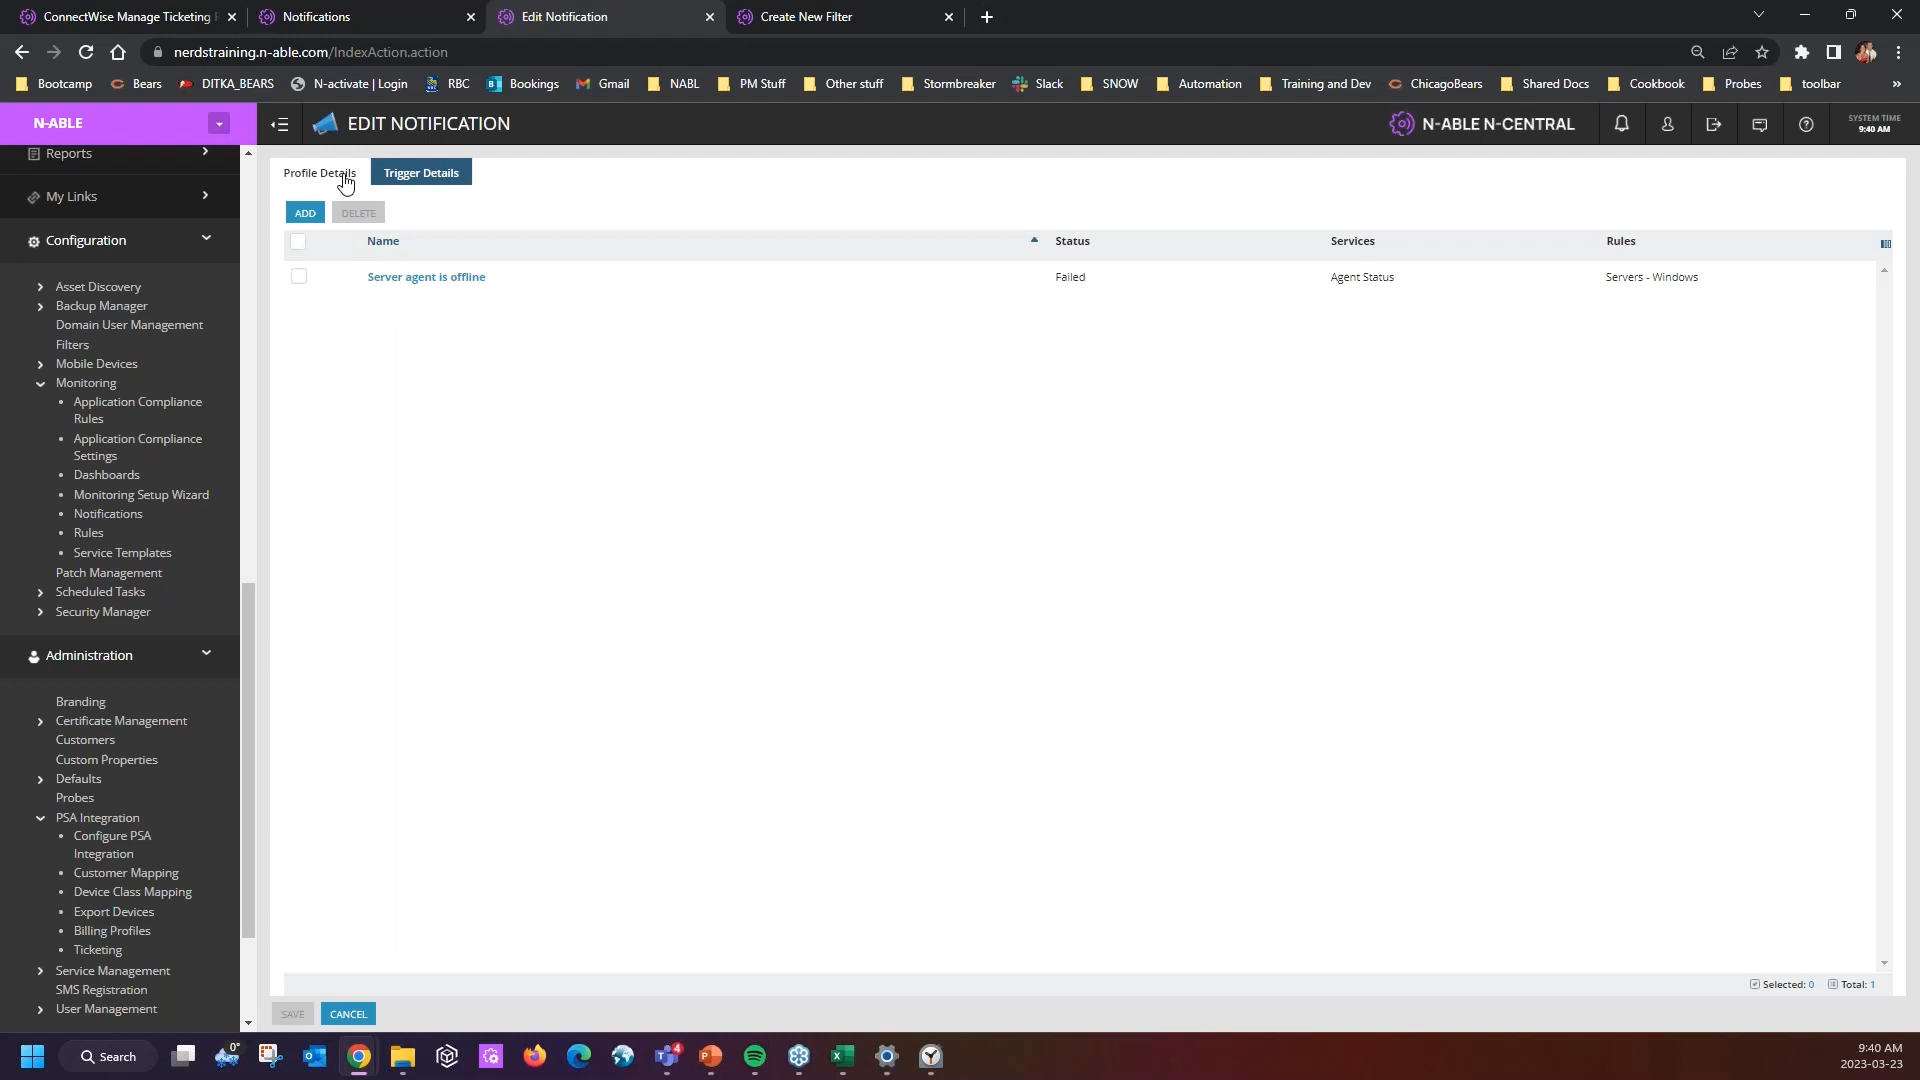 ConnectWise Manage Ticketing
Notifications
Edit Notification
Create New Filter
nerdstraining.n-able.com/IndexAction.action
Bootcamp
Bears
DITKA_BEARS
N-activate | Login
RBC
Bookings
Gmail
NABL
PM Stuff
Other stuff
Stormbreaker
Slack
SNOW
Automation
Training and Dev
ChicagoBears
Shared Docs
Cookbook
Probes
toolbar
»
N-ABLE
EDIT NOTIFICATION
N-ABLE N-CENTRAL
SYSTEM TIME
9:40 AM
Reports
My Links
Configuration
Asset Discovery
Backup Manager
Domain User Management
Filters
Mobile Devices
Monitoring
• Application Compliance
Rules
• Application Compliance
Settings
• Dashboards
• Monitoring Setup Wizard
• Notifications
• Rules
• Service Templates
Patch Management
Scheduled Tasks
Security Manager
Administration
Branding
Certificate Management
Customers
Custom Properties
Defaults
Probes
PSA Integration
• Configure PSA
Integration
• Customer Mapping
• Device Class Mapping
• Export Devices
• Billing Profiles
• Ticketing
Service Management
SMS Registration
User Management
Profile Details
Trigger Details
ADD
DELETE
Name
Status
Services
Rules
Server agent is offline
Failed
Agent Status
Servers - Windows
Selected: 0
Total: 1
SAVE
CANCEL
Search
0°
4
9:40 AM
2023-03-23